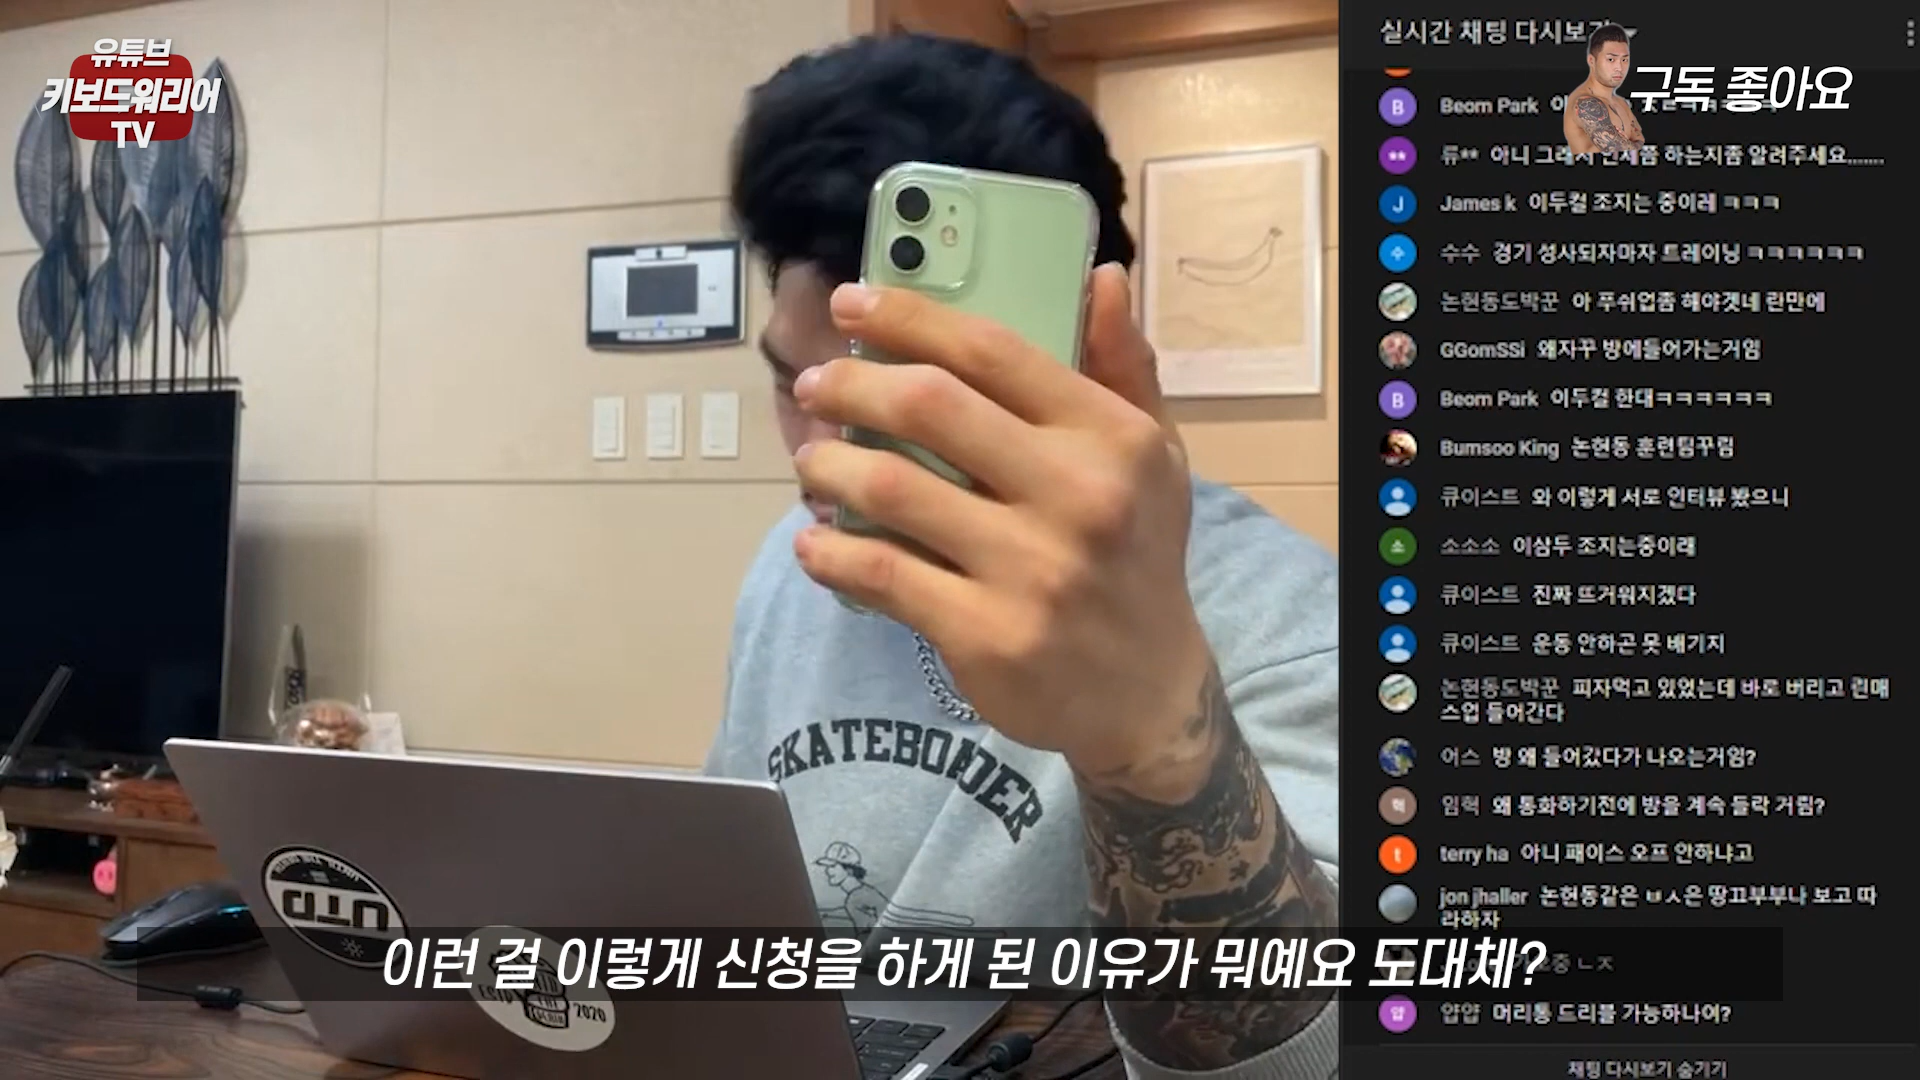 유튜브
키보드워리어
TV
실시간 채팅 다시보기
구독 좋아요
Beom Park
류** 아니 그래서 언제쯤 하는지좀 알려주세요.......
James k 이두컬 조지는 중이레 ㅋㅋㅋ
수수 경기 성사되자마자 트레이닝 ㅋㅋㅋㅋㅋㅋ
논현동도박꾼 아 푸쉬업좀 해야겟네 란만에
GGomSSi 왜자꾸 방에들어가는거임
Beom Park 이두컬 한대ㅋㅋㅋㅋㅋㅋ
Bumsoo King 논현동 훈련팀꾸림
큐이스트 와 이렇게 서로 인터뷰 봤으니
소소소 이삼두 조지는중이래
큐이스트 진짜 뜨거워지겠다
큐이스트 운동 안하곤 못 배기지
논현동도박꾼 피자먹고 있었는데 바로 버리고 린매
스업 들어간다
어스 방 왜 들어갔다가 나오는거임?
임혁 왜 통화하기전에 방을 계속 들락 거림?
terry ha 아니 패이스 오프 안하냐고
jon jhaller 논현동같은 ㅂㅅ은 땅끄부부나 보고 따
라하자
ㄴㅈ
얍얍 머리통 드리블 가능하나여?
채팅 다시보기 숨기기
SKATEBOARDER
UTD
ESTD
2020
이런 걸 이렇게 신청을 하게 된 이유가 뭐예요 도대체?